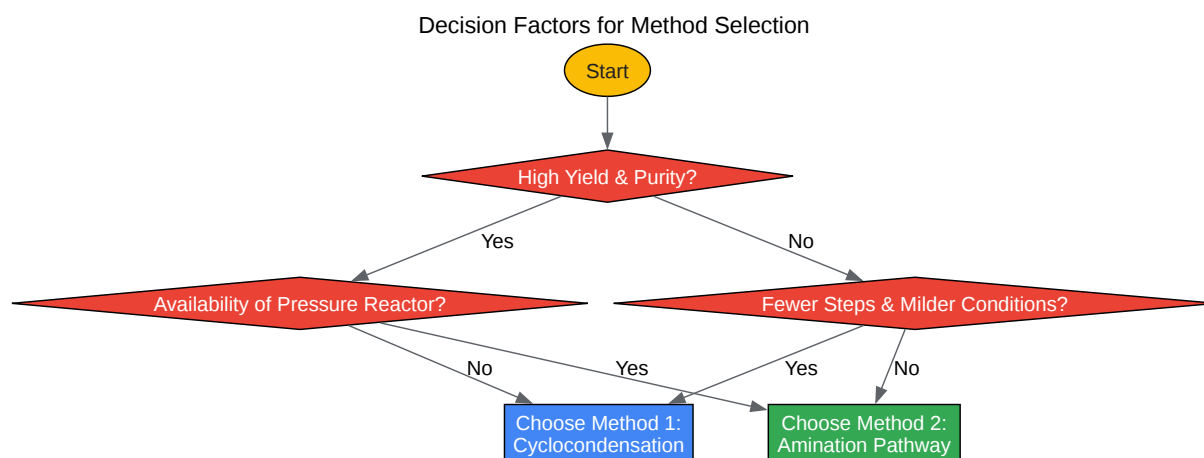 Decision Factors for Method Selection
Start
High Yield & Purity?
Yes
No
Availability of Pressure Reactor?
Fewer Steps & Milder Conditions?
No
Yes
Yes
No
Choose Method 1:
Cyclocondensation
Choose Method 2:
Amination Pathway